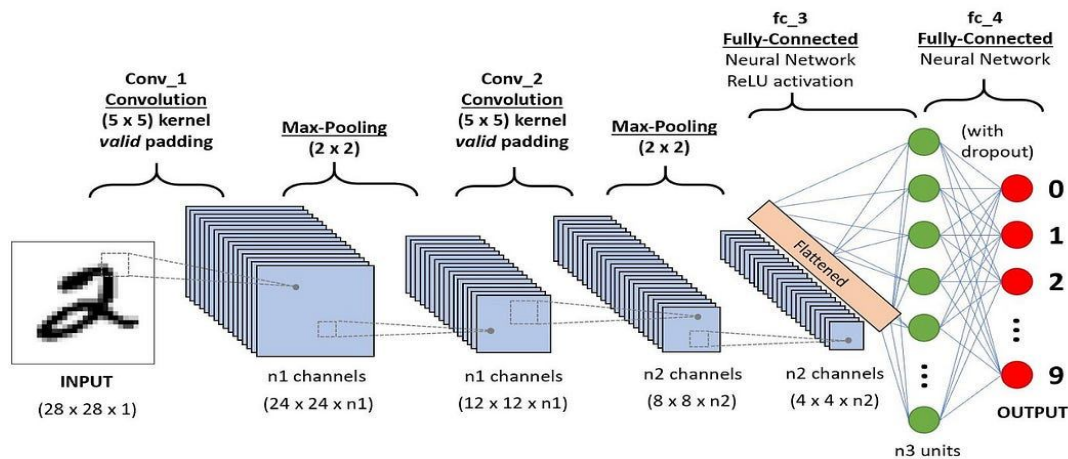 fc_3
Fully-Connected
Neural Network
ReLU activation
fc_4
Fully-Connected
Neural Network
Conv_1
Convolution
(5 x 5) kernel
valid padding
Max-Pooling
(2 x 2)
Conv_2
Convolution
(5 x 5) kernel
valid padding
Max-Pooling
(2 x 2)
(with
dropout)
0
1
2
9
2
Flattened
INPUT
(28 x 28 x 1)
n1 channels
(24 x 24 x n1)
n1 channels
(12 x 12 x n1)
n2 channels
(8 x 8 x n2)
n2 channels
(4 x 4 x n2)
OUTPUT
n3 units